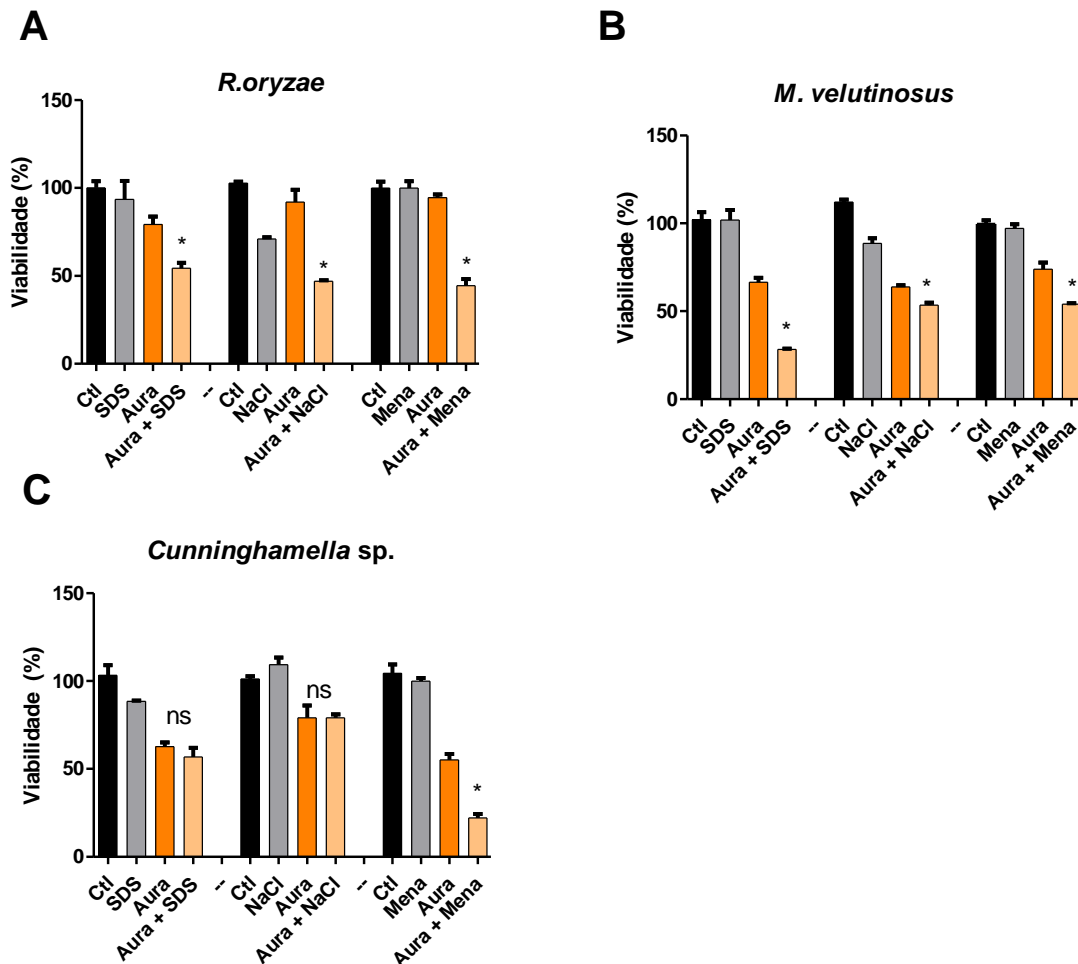 A
R.oryzae
Viabilidade (%)
150
100
50
0
*
*
*
Ctl
SDS
Aura
Aura + SDS
--
Ctl
NaCl
Aura
Aura + NaCl
Ctl
Mena
Aura
Aura + Mena
B
M. velutinosus
Viabilidade (%)
150
100
50
0
*
*
*
Ctl
SDS
Aura
Aura + SDS
--
Ctl
NaCl
Aura
Aura + NaCl
--
Ctl
Mena
Aura
Aura + Mena
C
Cunninghamella sp.
Viabilidade (%)
150
100
50
0
ns
ns
*
Ctl
SDS
Aura
Aura + SDS
--
Ctl
NaCl
Aura
Aura + NaCl
--
Ctl
Mena
Aura
Aura + Mena